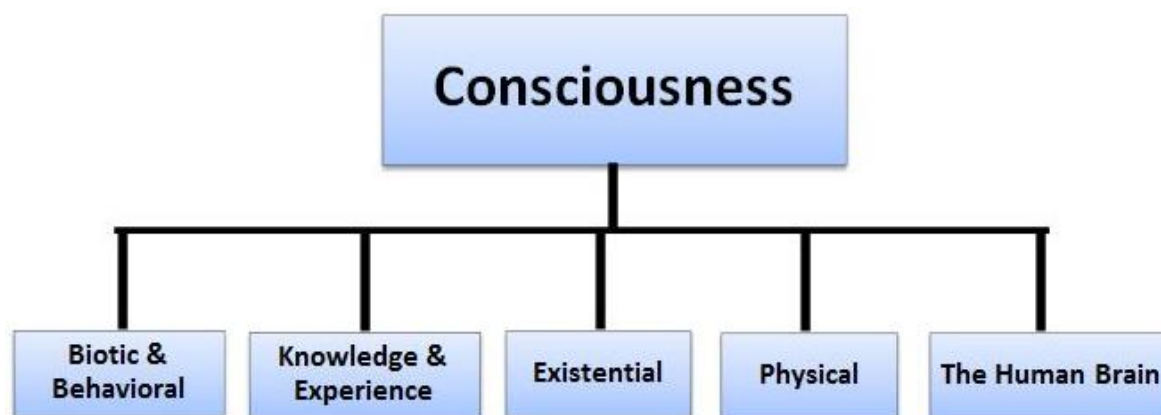 Consciousness
Biotic &
Behavioral
Knowledge &
Experience
Existential
Physical
The Human Brain